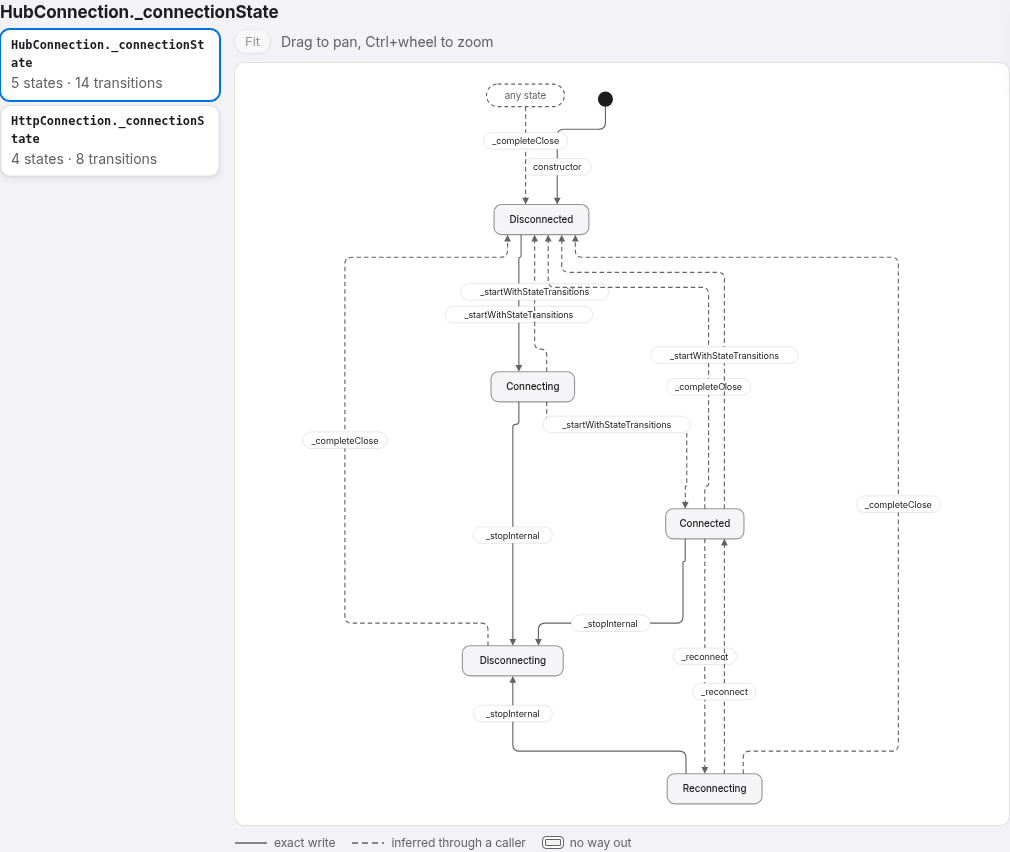 HubConnection._connectionState
HubConnection._connectionSt
ate
5 states · 14 transitions
HttpConnection._connectionS
tate
4 states · 8 transitions
Fit
Drag to pan, Ctrl+wheel to zoom
any state
_completeClose
constructor
Disconnected
_startWithStateTransitions
_startWithStateTransitions
_startWithStateTransitions
_completeClose
Connecting
_startWithStateTransitions
_completeClose
_completeClose
Connected
_stopInternal
_stopInternal
_reconnect
Disconnecting
_reconnect
_stopInternal
Reconnecting
exact write
inferred through a caller
no way out